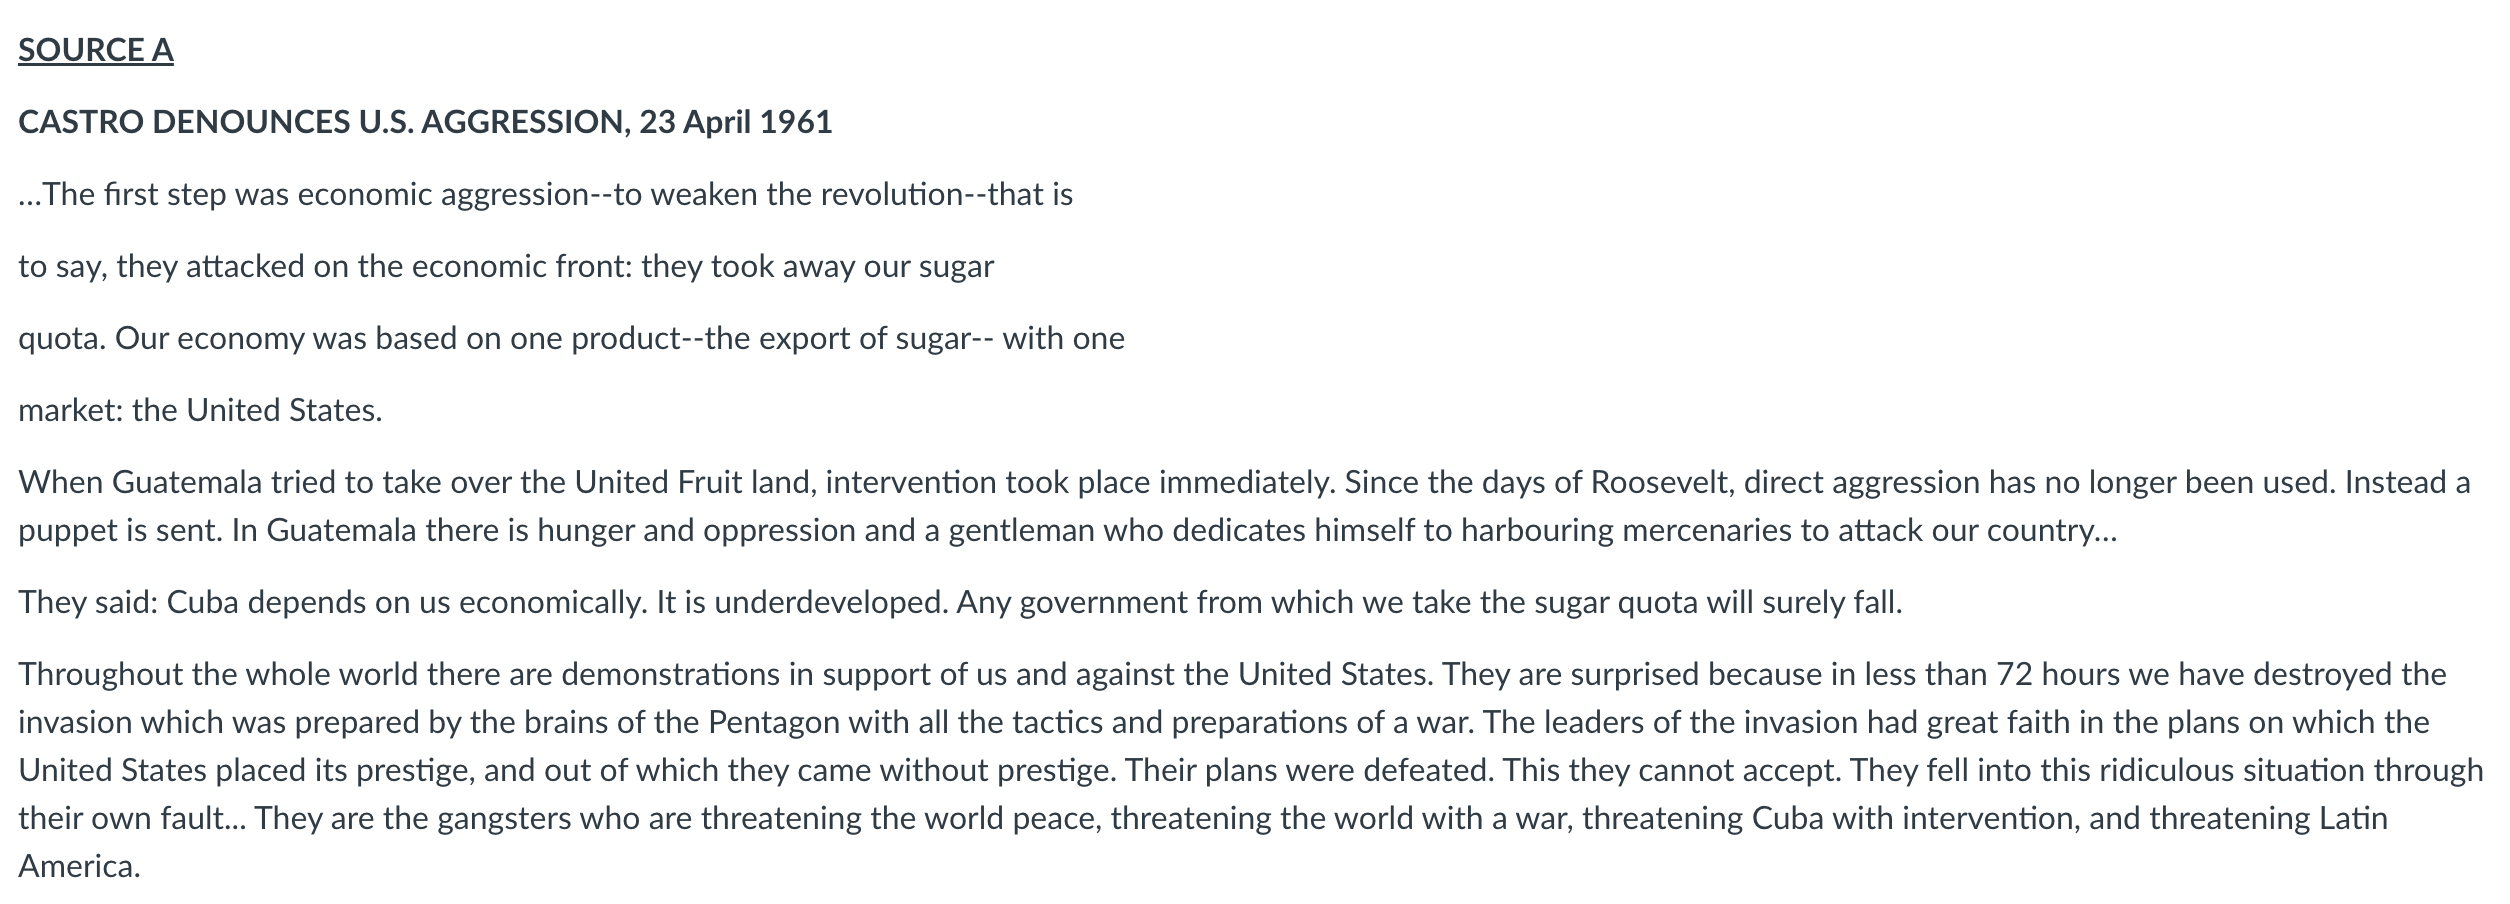 SOURCE A
CASTRO DENOUNCES U.S. AGGRESSION, 23 April 1961
...The first step was economic aggression--to weaken the revolution--that is
to say, they attacked on the economic front: they took away our sugar
quota. Our economy was based on one product--the export of sugar-- with one
market: the United States.
When Guatemala tried to take over the United Fruit land, intervention took place immediately. Since the days of Roosevelt, direct aggression has no longer been used. Instead a
puppet is sent. In Guatemala there is hunger and oppression and a gentleman who dedicates himself to harbouring mercenaries to attack our country...
They said: Cuba depends on us economically. It is underdeveloped. Any government from which we take the sugar quota will surely fall.
Throughout the whole world there are demonstrations in support of us and against the United States. They are surprised because in less than 72 hours we have destroyed the
invasion which was prepared by the brains of the Pentagon with all the tactics and preparations of a war. The leaders of the invasion had great faith in the plans on which the
United States placed its prestige, and out of which they came without prestige. Their plans were defeated. This they cannot accept. They fell into this ridiculous situation through
their own fault... They are the gangsters who are threatening the world peace, threatening the world with a war, threatening Cuba with intervention, and threatening Latin
America.